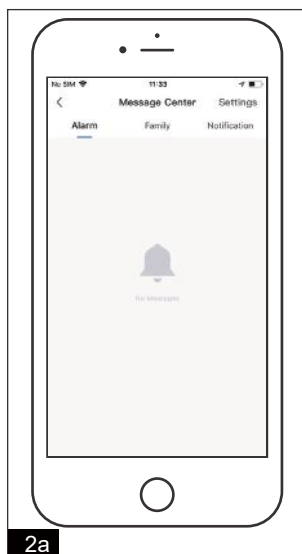 No SIM 11:33
Message Center Settings
Alarm Family Notification
No Messages
2a